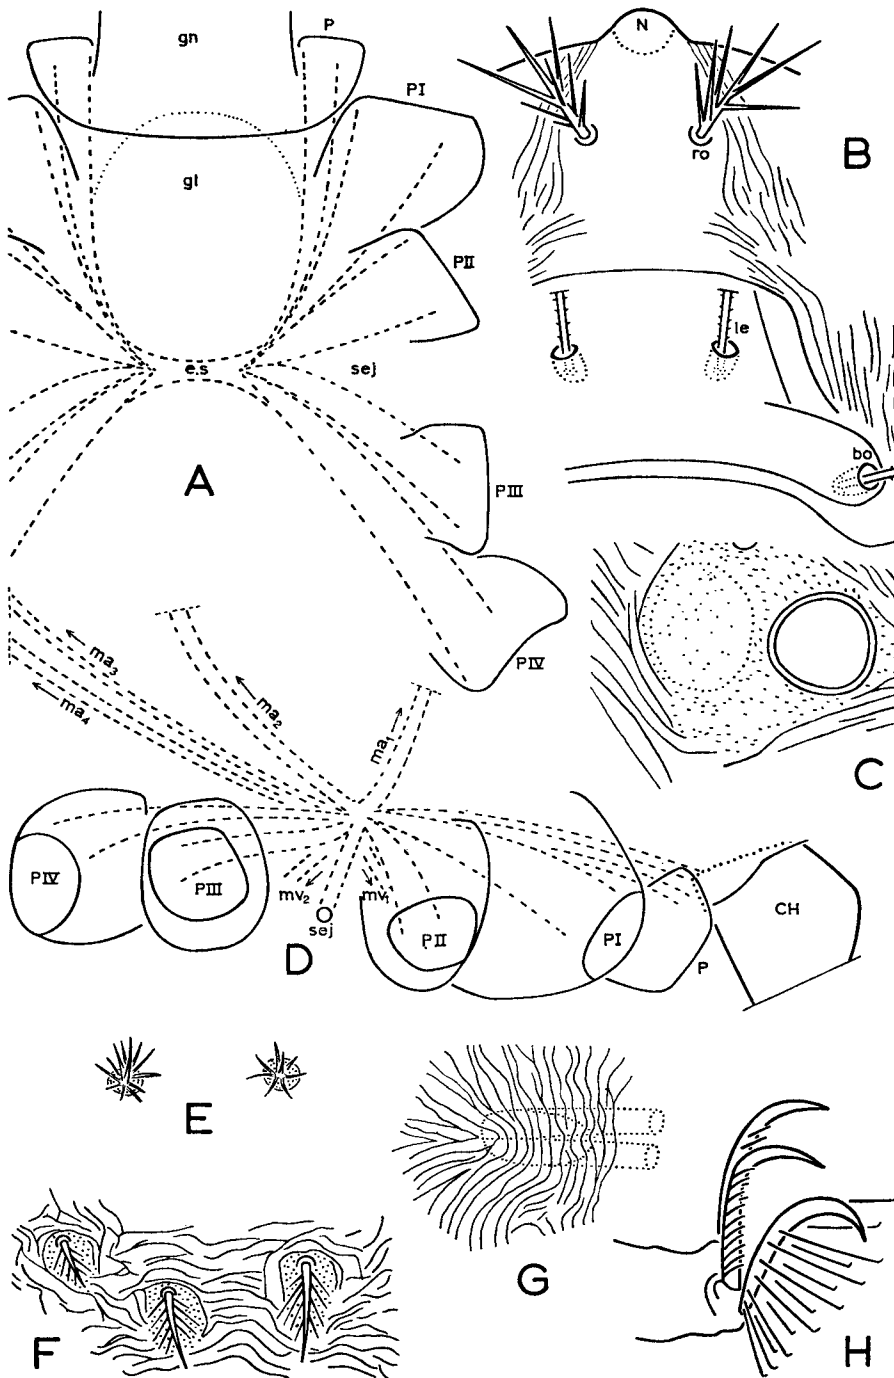 gn
P
PI
gl
PII
e.s
sej
A
PIII
PIV
N
ro
B
le
bo
C
ma₃
ma₄
ma₂
ma₁
PIV
PIII
mv₂
sej
mv₁
PII
PI
P
CH
D
E
F
G
H